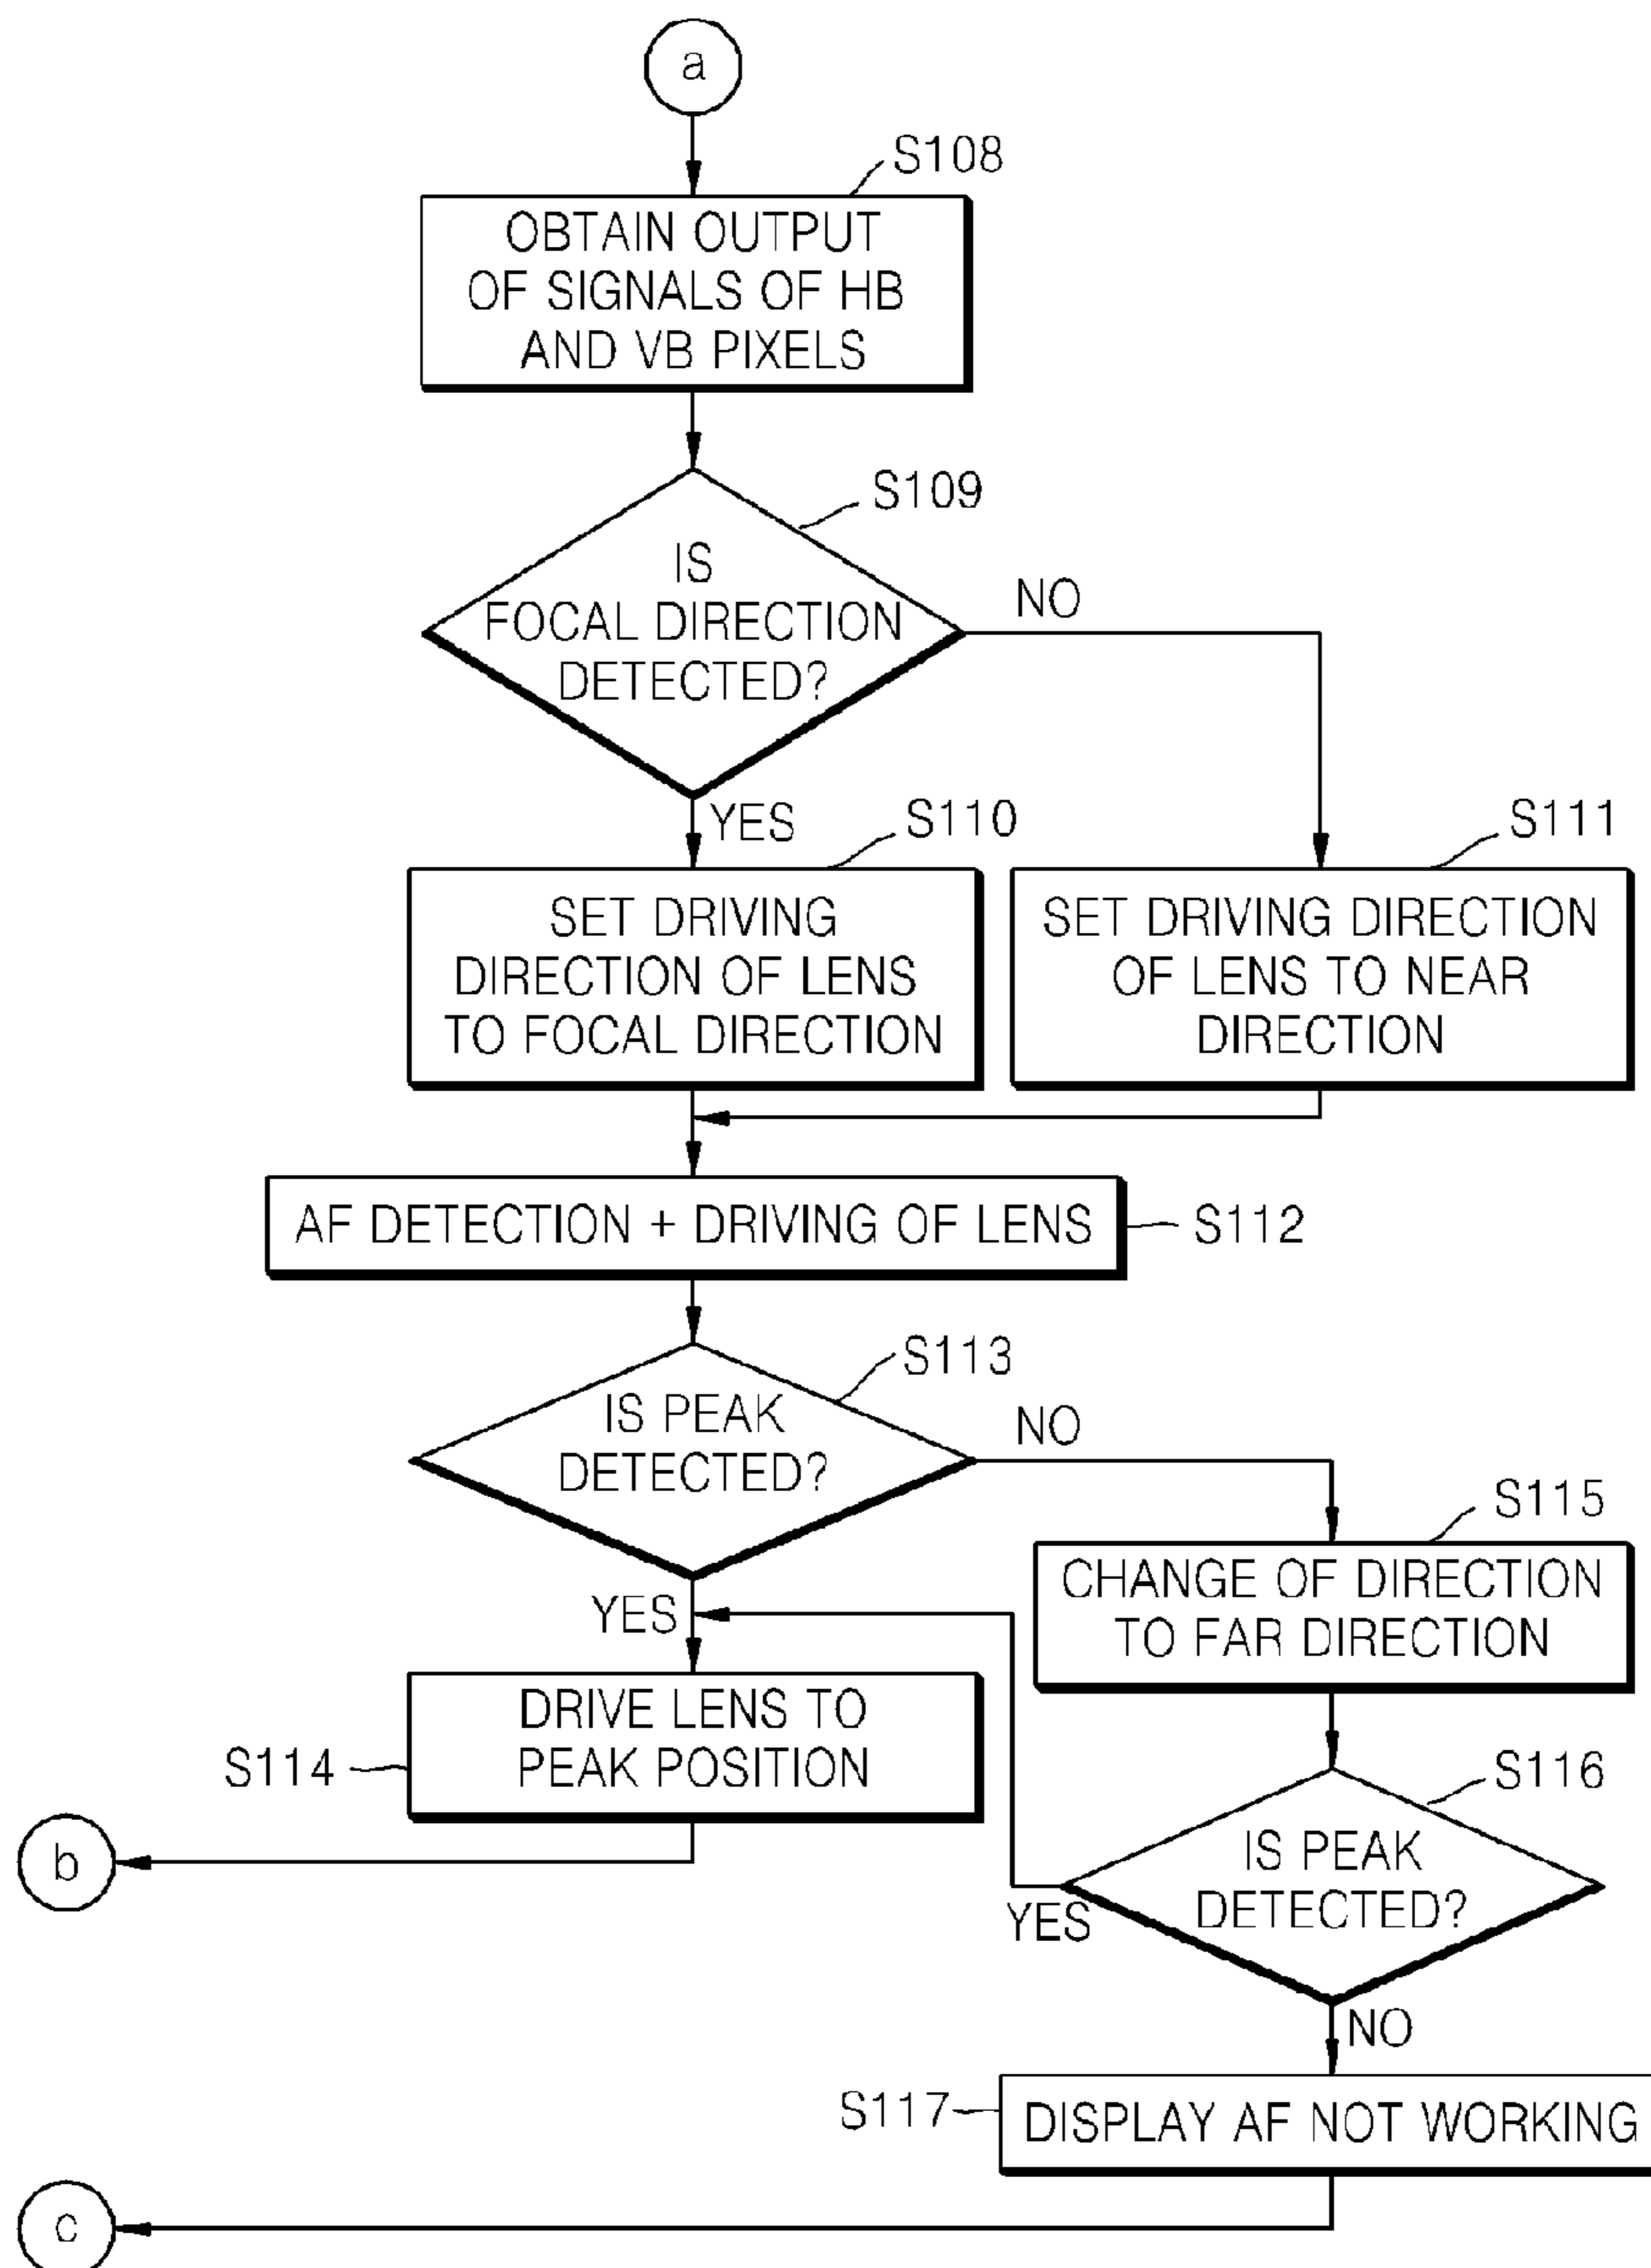 a
S108
OBTAIN OUTPUT
OF SIGNALS OF HB
AND VB PIXELS
S109
IS
FOCAL DIRECTION
DETECTED?
NO
YES
S110
S111
SET DRIVING
DIRECTION OF LENS
TO FOCAL DIRECTION
SET DRIVING DIRECTION
OF LENS TO NEAR
DIRECTION
AF DETECTION + DRIVING OF LENS
S112
S113
IS PEAK
DETECTED?
NO
S115
CHANGE OF DIRECTION
TO FAR DIRECTION
YES
DRIVE LENS TO
PEAK POSITION
S114
b
S116
IS PEAK
DETECTED?
YES
NO
S117
DISPLAY AF NOT WORKING
c